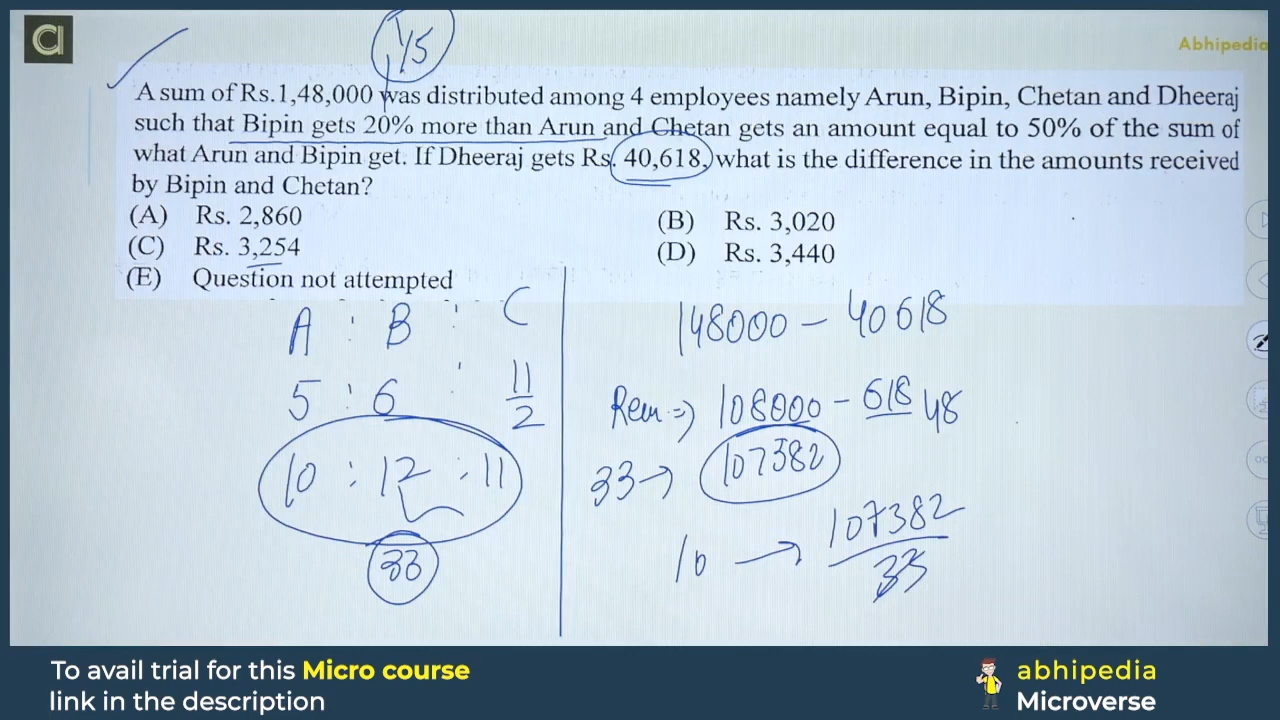 a
Abhipedia
1/5
A sum of Rs.1,48,000 was distributed among 4 employees namely Arun, Bipin, Chetan and Dheeraj
such that Bipin gets 20% more than Arun and Chetan gets an amount equal to 50% of the sum of
what Arun and Bipin get. If Dheeraj gets Rs. 40,618, what is the difference in the amounts received
by Bipin and Chetan?
(A) Rs. 2,860 (B) Rs. 3,020
(C) Rs. 3,254 (D) Rs. 3,440
(E) Question not attempted
A : B : C
5 : 6 : 11/2
10 : 12 : 11
33
148000 - 40618
Rem => 108000 - 618 48
33 → 107382
10 → 107382/33
To avail trial for this Micro course
link in the description
abhipedia
Microverse